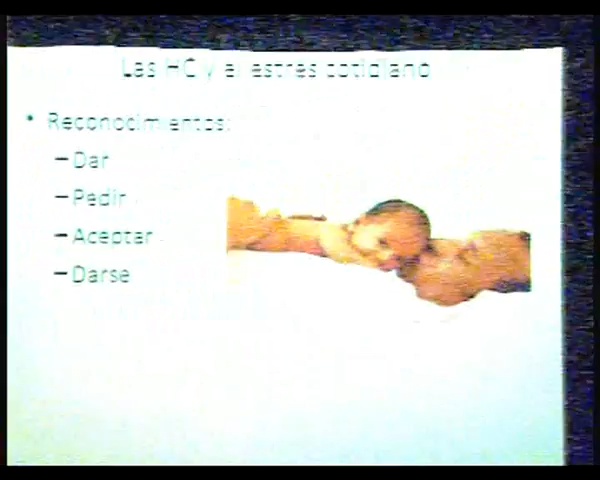 Las HC y el estres cotidiano
• Reconocimientos:
– Dar
– Pedir
– Aceptar
– Darse